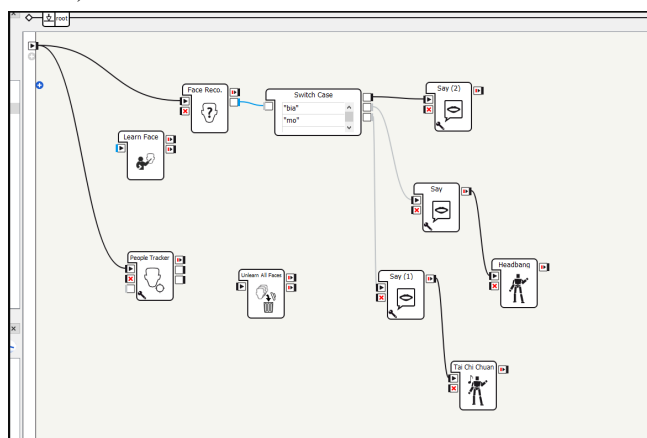 root
Face Reco.
?
Switch Case
"bia"
"mo"
Say (2)
Learn Face
Say
People Tracker
Unlearn All Faces
Say (1)
Headbang
Tai Chi Chuan